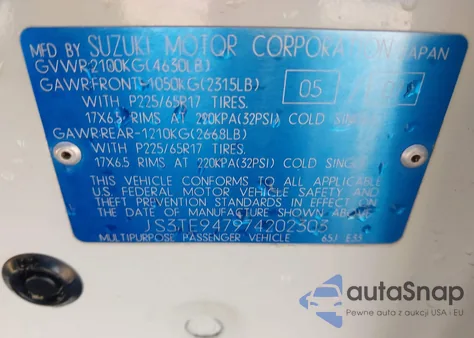 MFD BY SUZUKI MOTOR CORPORATION JAPAN
GVWR:2100KG(4630LB)
GAWR:FRONT-1050KG(2315LB) 05 /
WITH P225/65R17 TIRES.
17X6.5 RIMS AT 220KPA(32PSI) COLD
GAWR:REAR-1210KG(2668LB)
WITH P225/65R17 TIRES.
17X6.5 RIMS AT 220KPA(32PSI) COLD SINGLE
THIS VEHICLE CONFORMS TO ALL APPLICABLE
U.S. FEDERAL MOTOR VEHICLE SAFETY AND
THEFT PREVENTION STANDARDS IN EFFECT ON
THE DATE OF MANUFACTURE SHOWN ABOVE.
JS3TE947974202303
MULTIPURPOSE PASSENGER VEHICLE 65J E33
autoSnap
Pewne auta z aukcji USA i EU